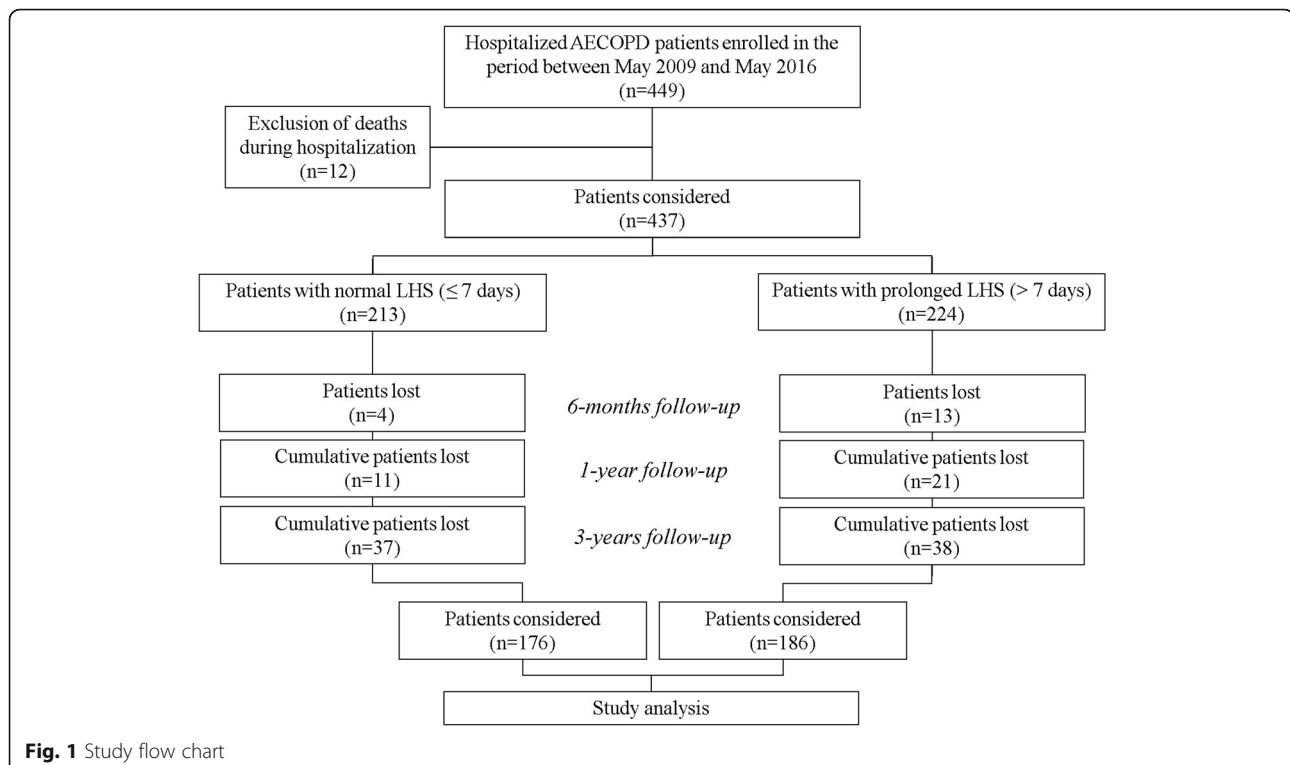 Hospitalized AECOPD patients enrolled in the
period between May 2009 and May 2016
(n=449)
Exclusion of deaths
during hospitalization
(n=12)
Patients considered
(n=437)
Patients with normal LHS (≤ 7 days)
(n=213)
Patients with prolonged LHS (> 7 days)
(n=224)
Patients lost
(n=4)
6-months follow-up
Patients lost
(n=13)
Cumulative patients lost
(n=11)
1-year follow-up
Cumulative patients lost
(n=21)
Cumulative patients lost
(n=37)
3-years follow-up
Cumulative patients lost
(n=38)
Patients considered
(n=176)
Patients considered
(n=186)
Study analysis
Fig. 1 Study flow chart